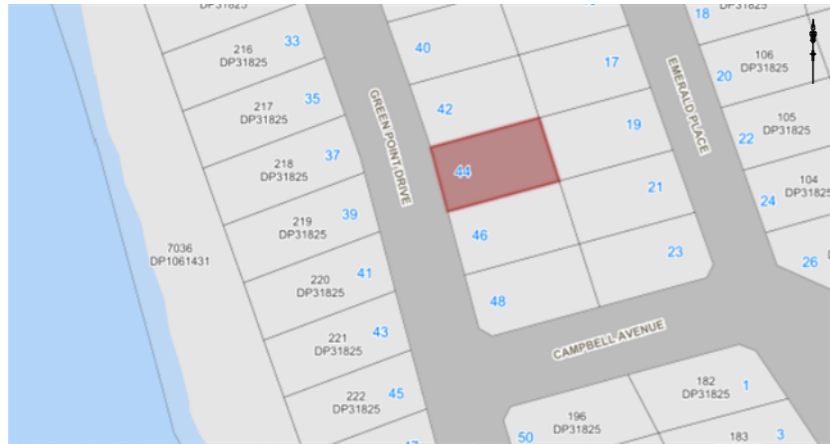 DP31825
18
DP31825
216
DP31825
33
40
17
20
106
DP31825
217
DP31825
35
42
GREEN POINT DRIVE
EMERALD PLACE
19
22
105
DP31825
218
DP31825
37
44
21
24
104
DP31825
219
DP31825
39
46
23
26
7036
DP1061431
220
DP31825
41
48
221
DP31825
43
CAMPBELL AVENUE
222
DP31825
45
182
DP31825
1
196
DP31825
50
183
3